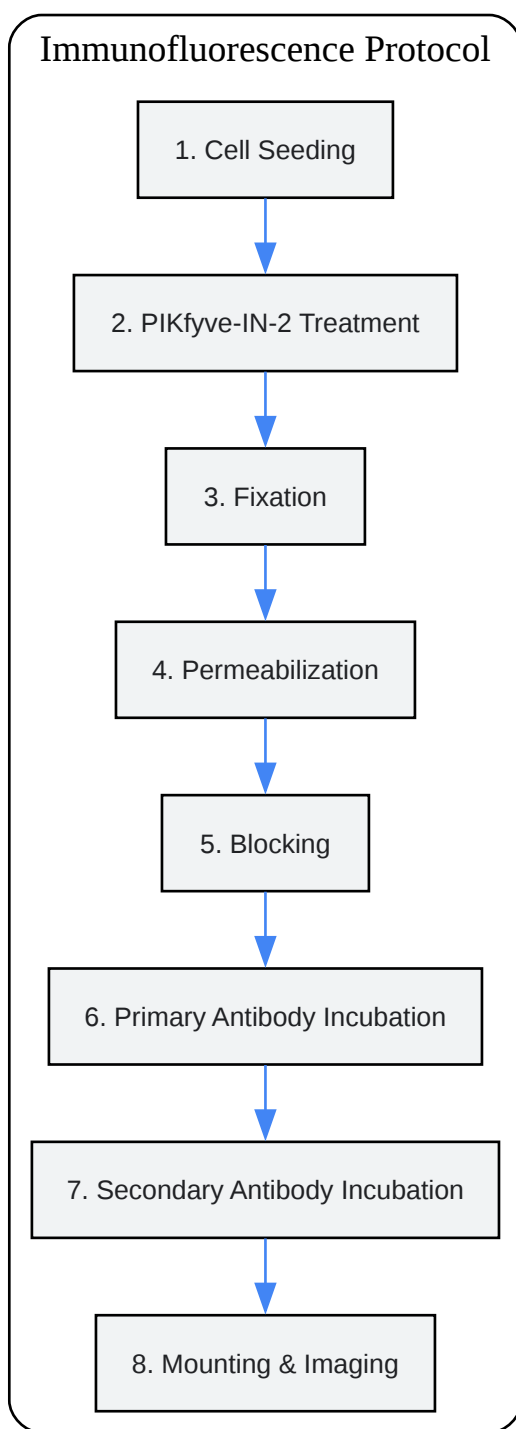 Immunofluorescence Protocol
1. Cell Seeding
2. PIKfyve-IN-2 Treatment
3. Fixation
4. Permeabilization
5. Blocking
6. Primary Antibody Incubation
7. Secondary Antibody Incubation
8. Mounting & Imaging